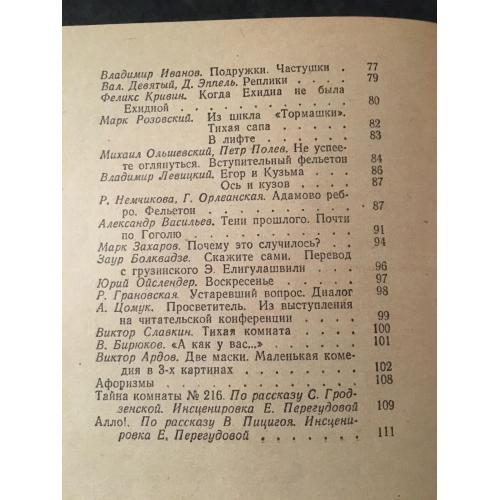 Владимир Иванов. Подружки. Частушки . 77
Вал. Девятый, Д. Эппель. Реплики . . . . 79
Феликс Кривин. Когда Ехидна не была
Ехидной . . . . . . . . . . . 80
Марк Розовский. Из цикла «Тормашки».
Тихая сапа . . . . 82
В лифте . . . . 83
Михаил Ольшевский, Петр Полев. Не успее-
те оглянуться. Вступительный фельетон 84
Владимир Левицкий. Егор и Кузьма . . 86
Ось и кузов . . . 87
Р. Немчикова, Г. Орлеанская. Адамово реб-
ро. Фельетон . . . . . . . . . 87
Александр Васильев. Тени прошлого. Почти
по Гоголю . . . . . . . . . . 91
Марк Захаров. Почему это случилось? . . 94
Заур Болквадзе. Скажите сами. Перевод
с грузинского Э. Елигулашвили . . . 96
Юрий Ойслендер. Воскресенье . . . . . 97
Р. Грановская. Устаревший вопрос. Диалог 98
А. Цомук. Просветитель. Из выступления
на читательской конференции . . . . 99
Виктор Славкин. Тихая комната . . . . 100
В. Бирюков. «А как у вас...» . . . . . 101
Виктор Ардов. Две маски. Маленькая коме-
дия в 3-х картинах . . . . . . . 102
Афоризмы . . . . . . . . . . . 108
Тайна комнаты № 216. По рассказу С. Грод-
зенской. Инсценировка Е. Перегудовой 109
Алло!. По рассказу В. Пицигоя. Инсцени-
ровка Е. Перегудовой . . . . . . . 111